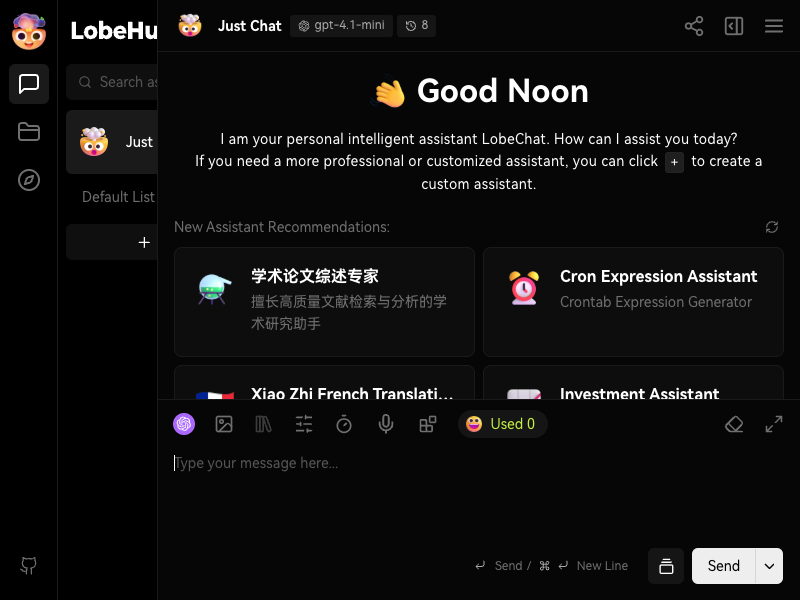 LobeHu
Search as
Just
Default List
Just Chat
gpt-4.1-mini
8
Good Noon
I am your personal intelligent assistant LobeChat. How can I assist you today?
If you need a more professional or customized assistant, you can click + to create a
custom assistant.
New Assistant Recommendations:
学术论文综述专家
擅长高质量文献检索与分析的学
术研究助手
Cron Expression Assistant
Crontab Expression Generator
Xiao Zhi French Translati...
Investment Assistant
Used 0
Type your message here...
Send / ⌘ New Line
Send